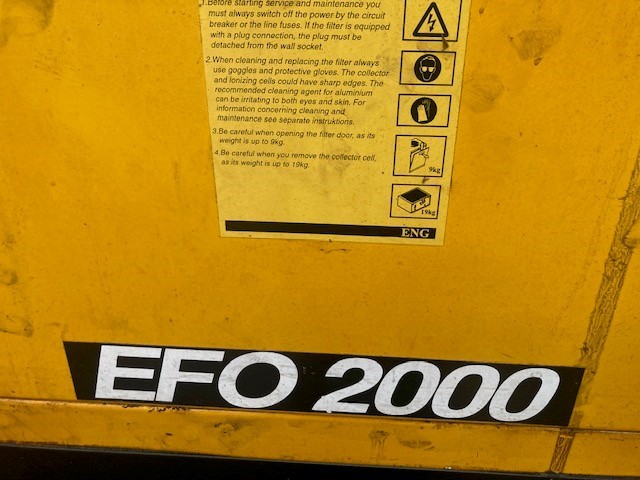 1.Before starting service and maintenance you
must always switch off the power by the circuit
breaker or the line fuses. If the filter is equipped
with a plug connection, the plug must be
detached from the wall socket.
2.When cleaning and replacing the filter always
use goggles and protective gloves. The collector
and Ionizing cells could have sharp edges. The
recommended cleaning agent for aluminium
can be irritating to both eyes and skin. For
information concerning cleaning and
maintenance see separate instruktions.
3.Be careful when opening the filter door, as its
weight is up to 9kg.
4.Be careful when you remove the collector cell,
as its weight is up to 19kg.
9kg
19kg
ENG
EFO 2000